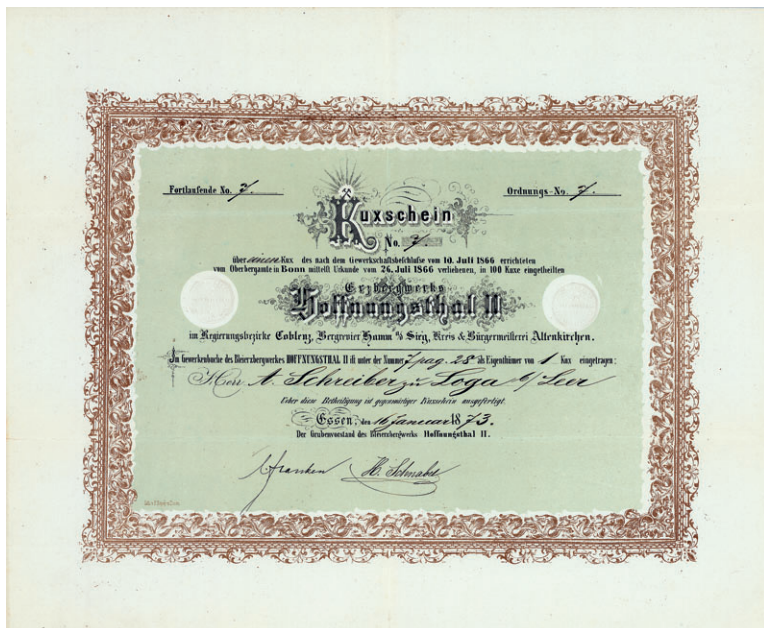 Fortlaufende No. 7.
Ordnungs-No. 7.
Kuxschein
No. 7.
über einen Kux des nach dem Gewerkschaftsbeschluße vom 10. Juli 1866 errichteten
vom Oberbergamte in Bonn mittelst Urkunde vom 26. Juli 1866 verliehenen, in 100 Kuxe eingetheilten
Erzbergwerks
Hoffnungsthal II
im Regierungsbezirke Coblenz, Bergrevier Hamm a/d Sieg, Kreis & Bürgermeisterei Altenkirchen.
Im Gewerkenbuche des Bleierzbergwerkes HOFFNUNGSTHAL II ist unter der Nummer 7 pag. 28 als Eigenthümer von 1 Kux eingetragen:
Herr A. Schreiber zu Loga b/ Leer
Ueber diese Betheiligung ist gegenwärtiger Kuxschein ausgefertigt.
Essen, den 16 Januar 1873.
Der Grubenvorstand des Bleierzbergwerks Hoffnungsthal II.
H. Schnabel